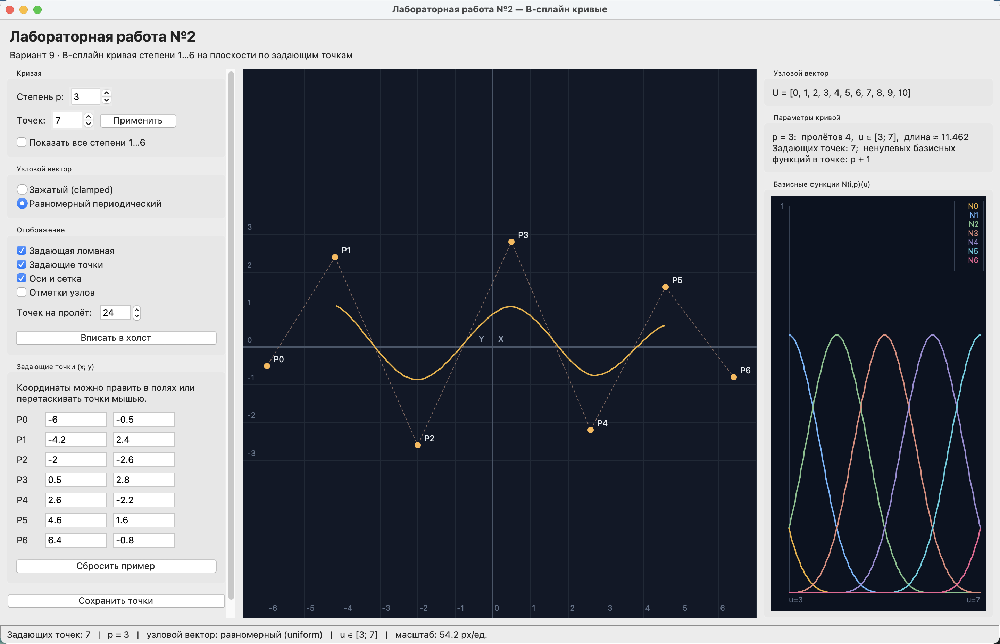 Лабораторная работа №2 — B-сплайн кривые
Лабораторная работа №2
Вариант 9 · B-сплайн кривая степени 1…6 на плоскости по задающим точкам
Кривая
Степень p: 3
Точек: 7 Применить
Показать все степени 1…6
Узловой вектор
Зажатый (clamped)
Равномерный периодический
Отображение
Задающая ломаная
Задающие точки
Оси и сетка
Отметки узлов
Точек на пролёт: 24
Вписать в холст
Задающие точки (x; y)
Координаты можно править в полях или
перетаскивать точки мышью.
P0 -6 -0.5
P1 -4.2 2.4
P2 -2 -2.6
P3 0.5 2.8
P4 2.6 -2.2
P5 4.6 1.6
P6 6.4 -0.8
Сбросить пример
Сохранить точки
3
2
1
0
-1
-2
-3
P0
P1
P2
P3
P4
P5
P6
Y X
-6 -5 -4 -3 -2 -1 0 1 2 3 4 5 6
Узловой вектор
U = [0, 1, 2, 3, 4, 5, 6, 7, 8, 9, 10]
Параметры кривой
p = 3: пролётов 4, u ∈ [3; 7], длина ≈ 11.462
Задающих точек: 7; ненулевых базисных
функций в точке: p + 1
Базисные функции N(i,p)(u)
1
N0
N1
N2
N3
N4
N5
N6
u=3 u=7
Задающих точек: 7 | p = 3 | узловой вектор: равномерный (uniform) | u ∈ [3; 7] | масштаб: 54.2 px/ед.